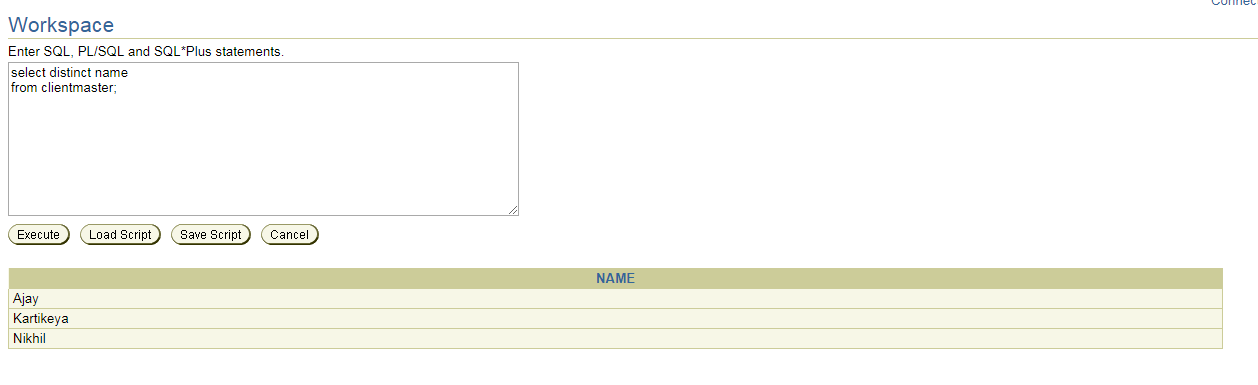 Connec
Workspace
Enter SQL, PL/SQL and SQL*Plus statements.
select distinct name
from clientmaster;
Execute Load Script Save Script Cancel
NAME
Ajay
Kartikeya
Nikhil